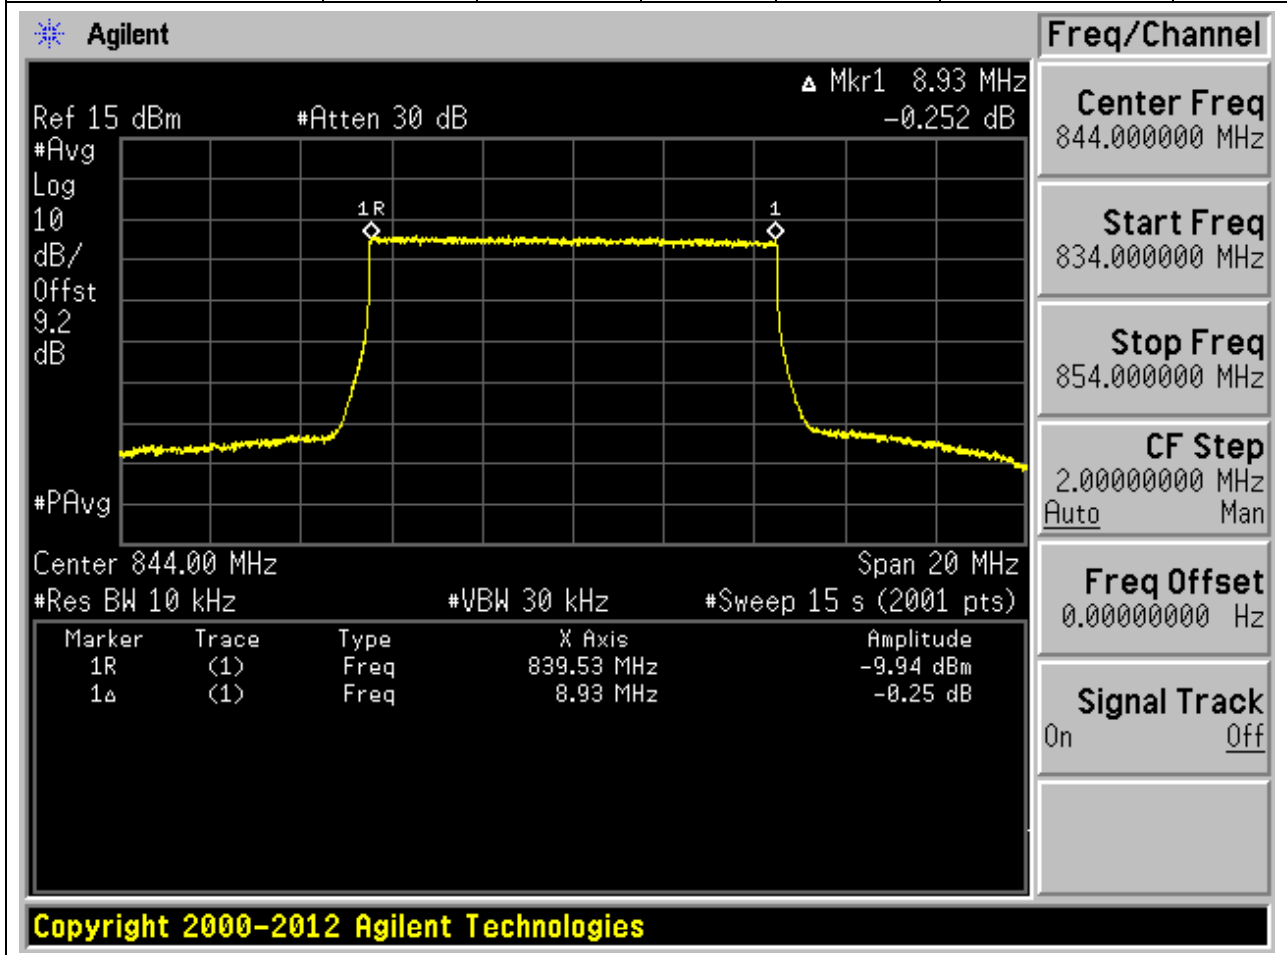 Agilent
Freq/Channel
▵ Mkr1 8.93 MHz
Ref 15 dBm #Atten 30 dB -0.252 dB
#Avg
Log
10
dB/
Offst
9.2
dB
1R
1
#PAvg
Center 844.00 MHz Span 20 MHz
#Res BW 10 kHz #VBW 30 kHz #Sweep 15 s (2001 pts)
Marker Trace Type X Axis Amplitude
1R (1) Freq 839.53 MHz -9.94 dBm
1▵ (1) Freq 8.93 MHz -0.25 dB
Center Freq
844.000000 MHz
Start Freq
834.000000 MHz
Stop Freq
854.000000 MHz
CF Step
2.00000000 MHz
Auto Man
Freq Offset
0.00000000 Hz
Signal Track
On Off
Copyright 2000-2012 Agilent Technologies